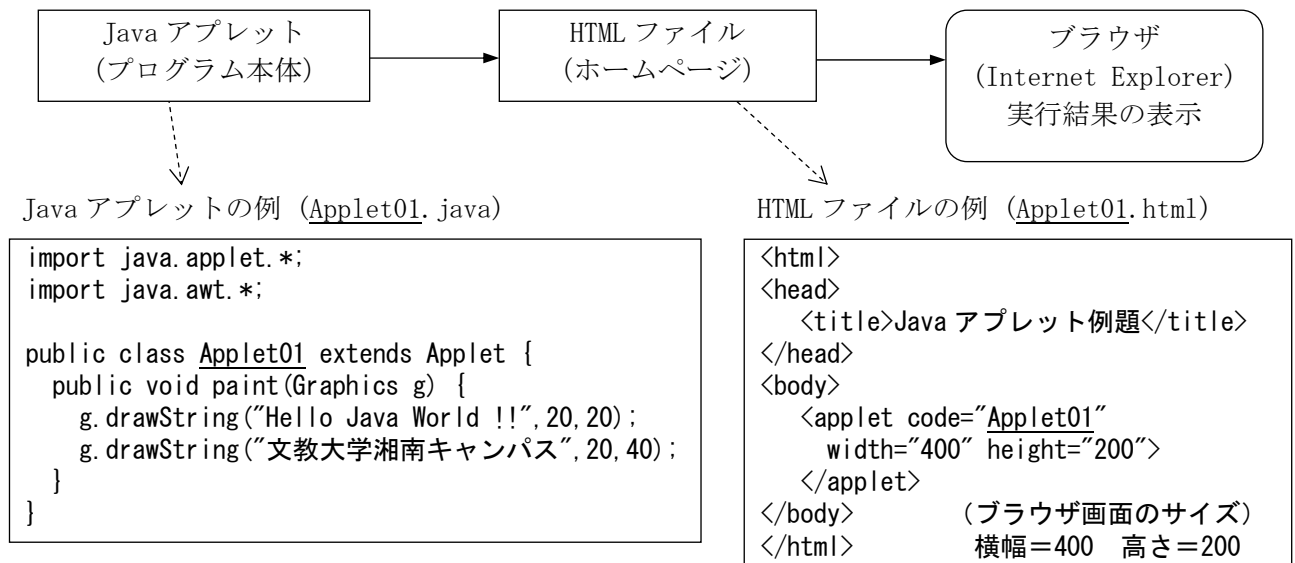 Java アプレット
(プログラム本体)
HTML ファイル
(ホームページ)
ブラウザ
(Internet Explorer)
実行結果の表示
Java アプレットの例 (Applet01.java)
import java.applet.*;
import java.awt.*;
public class Applet01 extends Applet {
public void paint(Graphics g) {
g.drawString("Hello Java World !!",20,20);
g.drawString("文教大学湘南キャンパス",20,40);
}
}
HTML ファイルの例 (Applet01.html)
<html>
<head>
<title>Java アプレット例題</title>
</head>
<body>
<applet code="Applet01"
width="400" height="200">
</applet>
</body> (ブラウザ画面のサイズ)
</html> 横幅=400 高さ=200